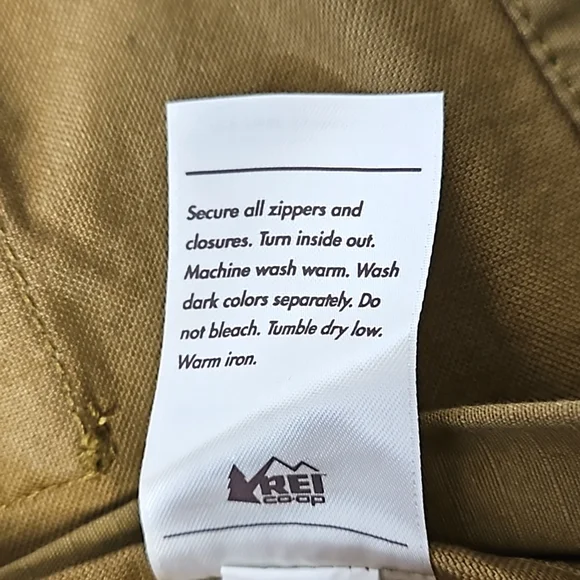 Secure all zippers and
closures. Turn inside out.
Machine wash warm. Wash
dark colors separately. Do
not bleach. Tumble dry low.
Warm iron.
REI
co·op